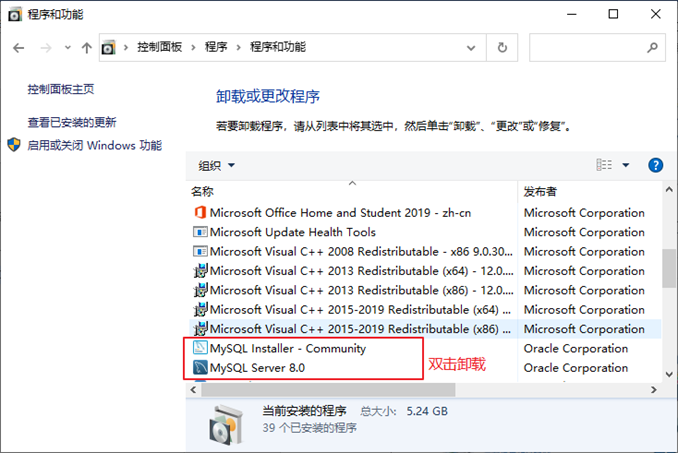 程序和功能
控制面板 › 程序 › 程序和功能
控制面板主页
查看已安装的更新
启用或关闭 Windows 功能
卸载或更改程序
若要卸载程序，请从列表中将其选中，然后单击“卸载”、“更改”或“修复”。
组织
名称 发布者
Microsoft Office Home and Student 2019 - zh-cn Microsoft Corporation
Microsoft Update Health Tools Microsoft Corporation
Microsoft Visual C++ 2008 Redistributable - x86 9.0.30... Microsoft Corporation
Microsoft Visual C++ 2013 Redistributable (x64) - 12.0.... Microsoft Corporation
Microsoft Visual C++ 2013 Redistributable (x86) - 12.0.... Microsoft Corporation
Microsoft Visual C++ 2015-2019 Redistributable (x64) ... Microsoft Corporation
Microsoft Visual C++ 2015-2019 Redistributable (x86) ... Microsoft Corporation
MySQL Installer - Community Oracle Corporation
MySQL Server 8.0 Oracle Corporation
双击卸载
当前安装的程序 总大小: 5.24 GB
39 个已安装的程序